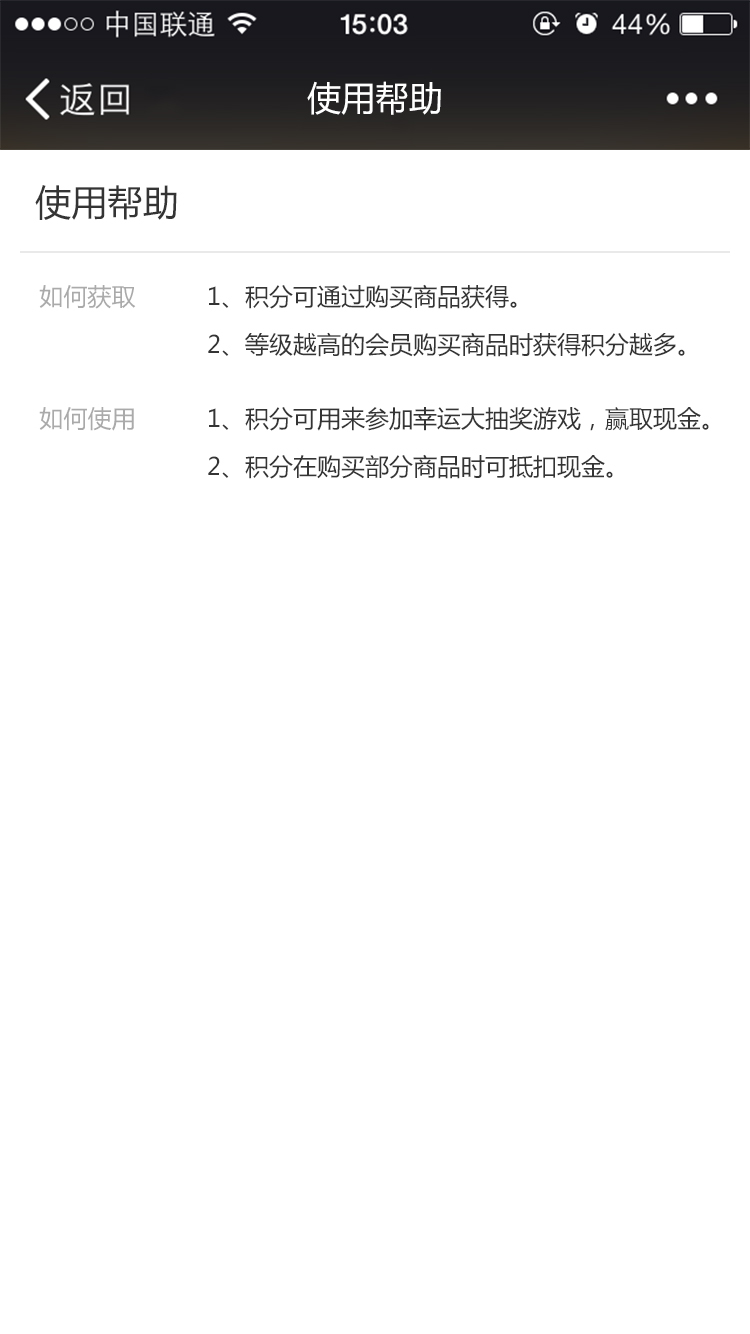 中国联通 15:03 44%
返回 使用帮助
使用帮助
如何获取 1、积分可通过购买商品获得。
2、等级越高的会员购买商品时获得积分越多。
如何使用 1、积分可用来参加幸运大抽奖游戏，赢取现金。
2、积分在购买部分商品时可抵扣现金。